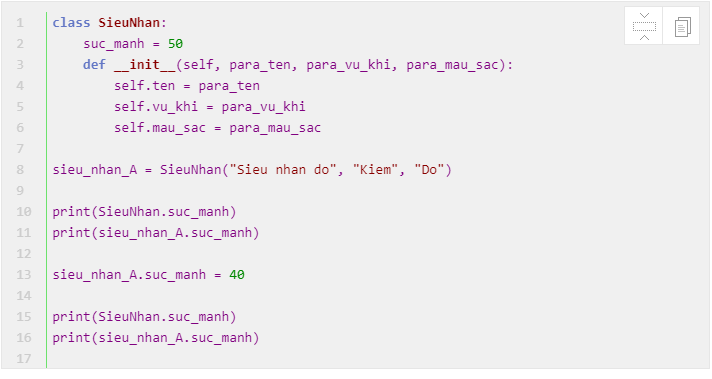 1 class SieuNhan:
2     suc_manh = 50
3     def __init__(self, para_ten, para_vu_khi, para_mau_sac):
4         self.ten = para_ten
5         self.vu_khi = para_vu_khi
6         self.mau_sac = para_mau_sac
7
8 sieu_nhan_A = SieuNhan("Sieu nhan do", "Kiem", "Do")
9
10 print(SieuNhan.suc_manh)
11 print(sieu_nhan_A.suc_manh)
12
13 sieu_nhan_A.suc_manh = 40
14
15 print(SieuNhan.suc_manh)
16 print(sieu_nhan_A.suc_manh)
17